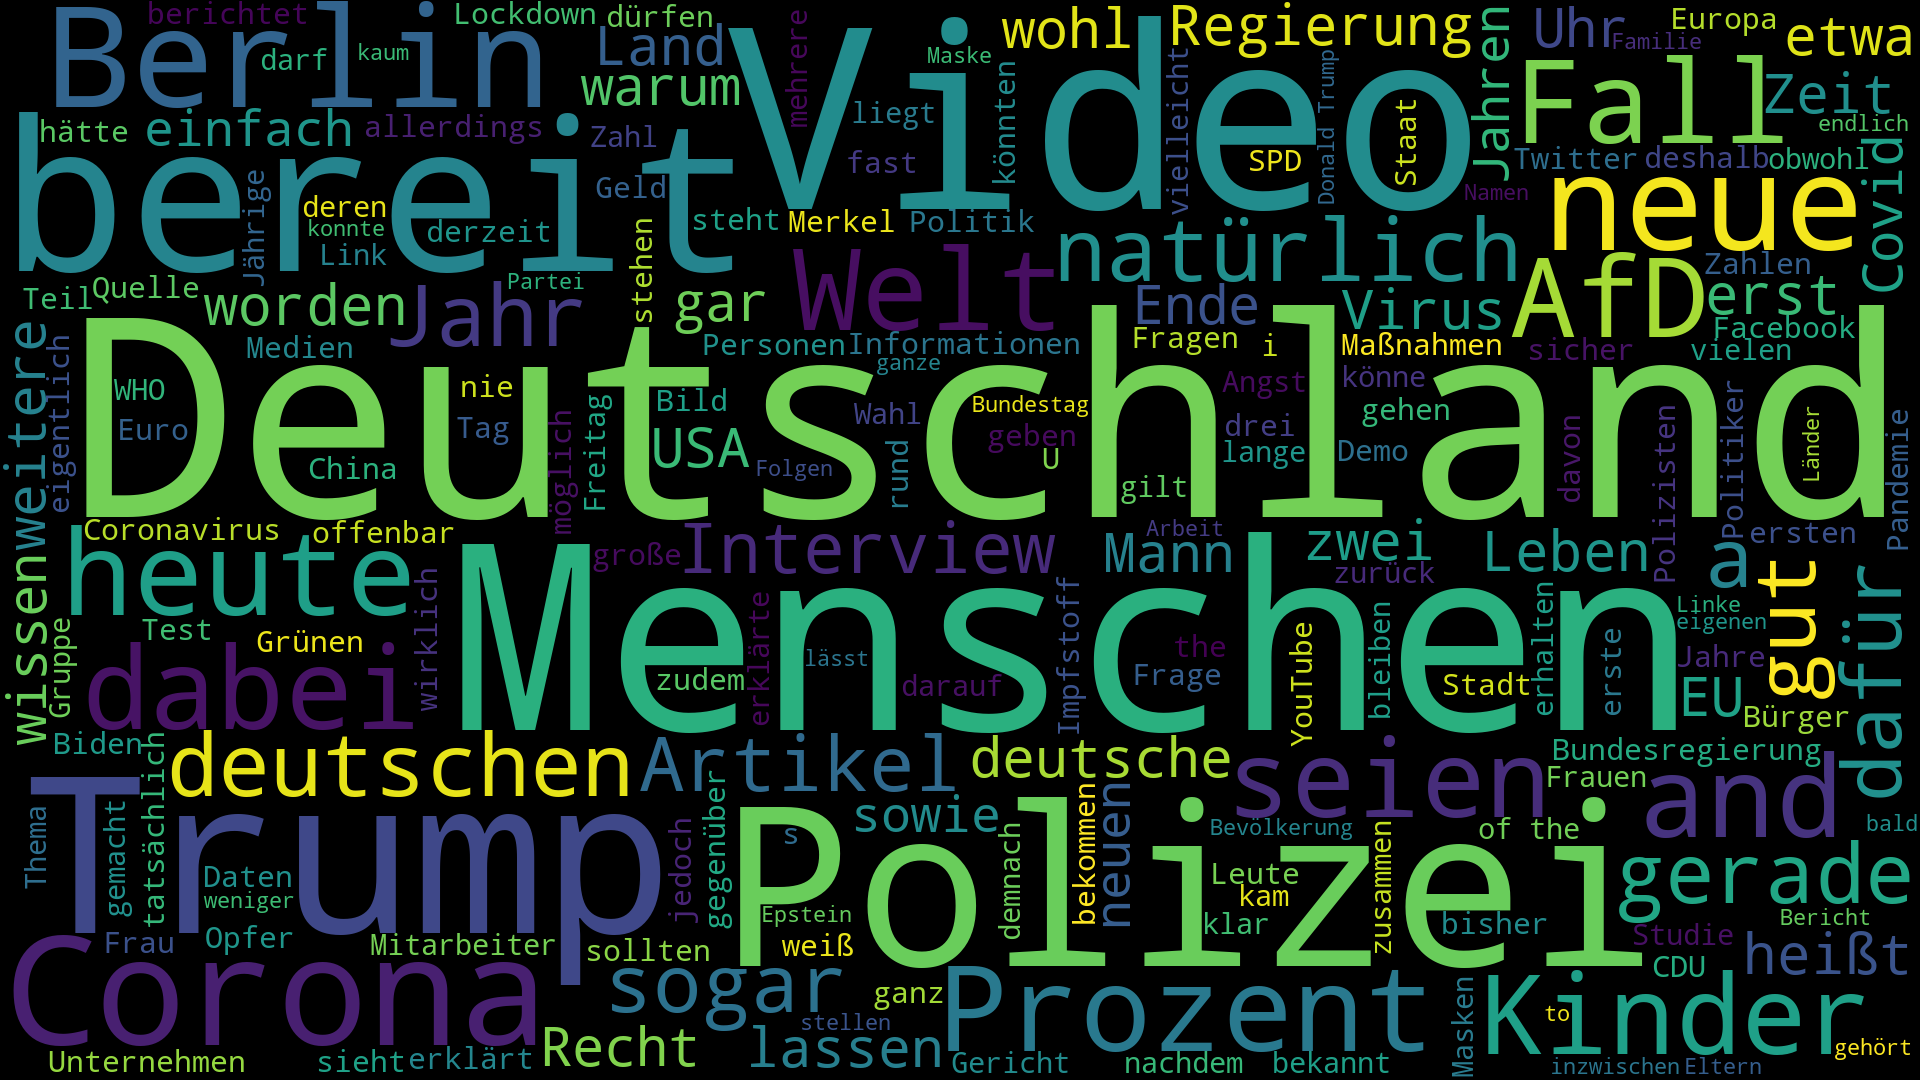 Berlin
berichtet
darf
kaum
Lockdown
dürfen
Land
warum
mehrere
Video
Maske
wohl
Regierung
Jahren
Uhr
Familie
Europa
etwa
Fall
Zeit
endlich
hätte
einfach
allerdings
Zahl
liegt
fast
könnten
vielleicht
SPD
Donald Trump
Staat
Twitter
deshalb
obwohl
Covid
bereit
Jährige
deren
konnte
derzeit
Link
Geld
steht
Merkel
Politik
Namen
neue
natürlich
Zahlen
Teil
Quelle
worden
Jahr
Partei
stehen
gar
Welt
Ende
Virus
AfD
erst
Facebook
weitere
eigentlich
Medien
Personen
Informationen
ganze
Fragen
i
Maßnahmen
sicher
vielen
Deutschland
WHO
Euro
nie
Tag
China
möglich
Freitag
Bild
USA
Folgen
Wahl
rund
Bundestag
geben
u
Angst
drei
lange
könne
gehen
Demo
gilt
davon
Polizisten
Politiker
Länder
Pandemie
Coronavirus
offenbar
heute
große
Interview
Arbeit
Mann
zwei
zurück
Leben
a
ersten
wissen
Gruppe
Test
Grünen
wirklich
Menschen
erklärte
lässt
zudem
darauf
Impfstoff
the
Frage
YouTube
bleiben
Stadt
erhalten
erste
Linke
eigenen
Jahre
EU
gut
Bürger
dafür
dabei
Biden
deutschen
Artikel
deutsche
seien
Bundesregierung
Frauen
and
Thema
gemacht
tatsächlich
Trump
jedoch
gegenüber
s
sowie
demnach
bekommen
neuen
Bevölkerung
Leute
kam
klar
zusammen
of the
bald
gerade
Daten
weniger
Frau
Opfer
Mitarbeiter
sollten
Epstein
weiß
Polizei
bisher
Studie
Bericht
CDU
heißt
Corona
sogar
ganz
stellen
Prozent
Masken
Kinder
to
gehört
Unternehmen
sieht
erklärt
Recht
lassen
Gericht
nachdem
bekannt
inzwischen
Eltern